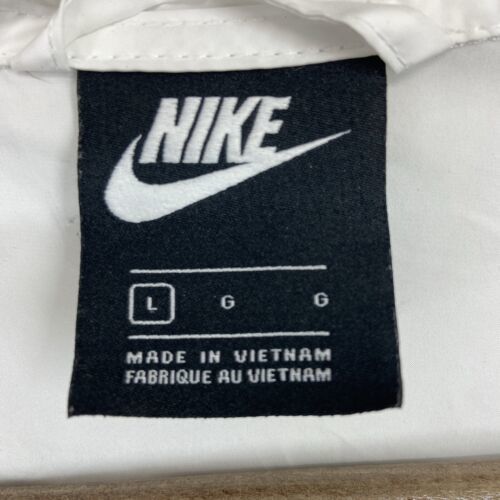 NIKE
L G G
MADE IN VIETNAM
FABRIQUE AU VIETNAM